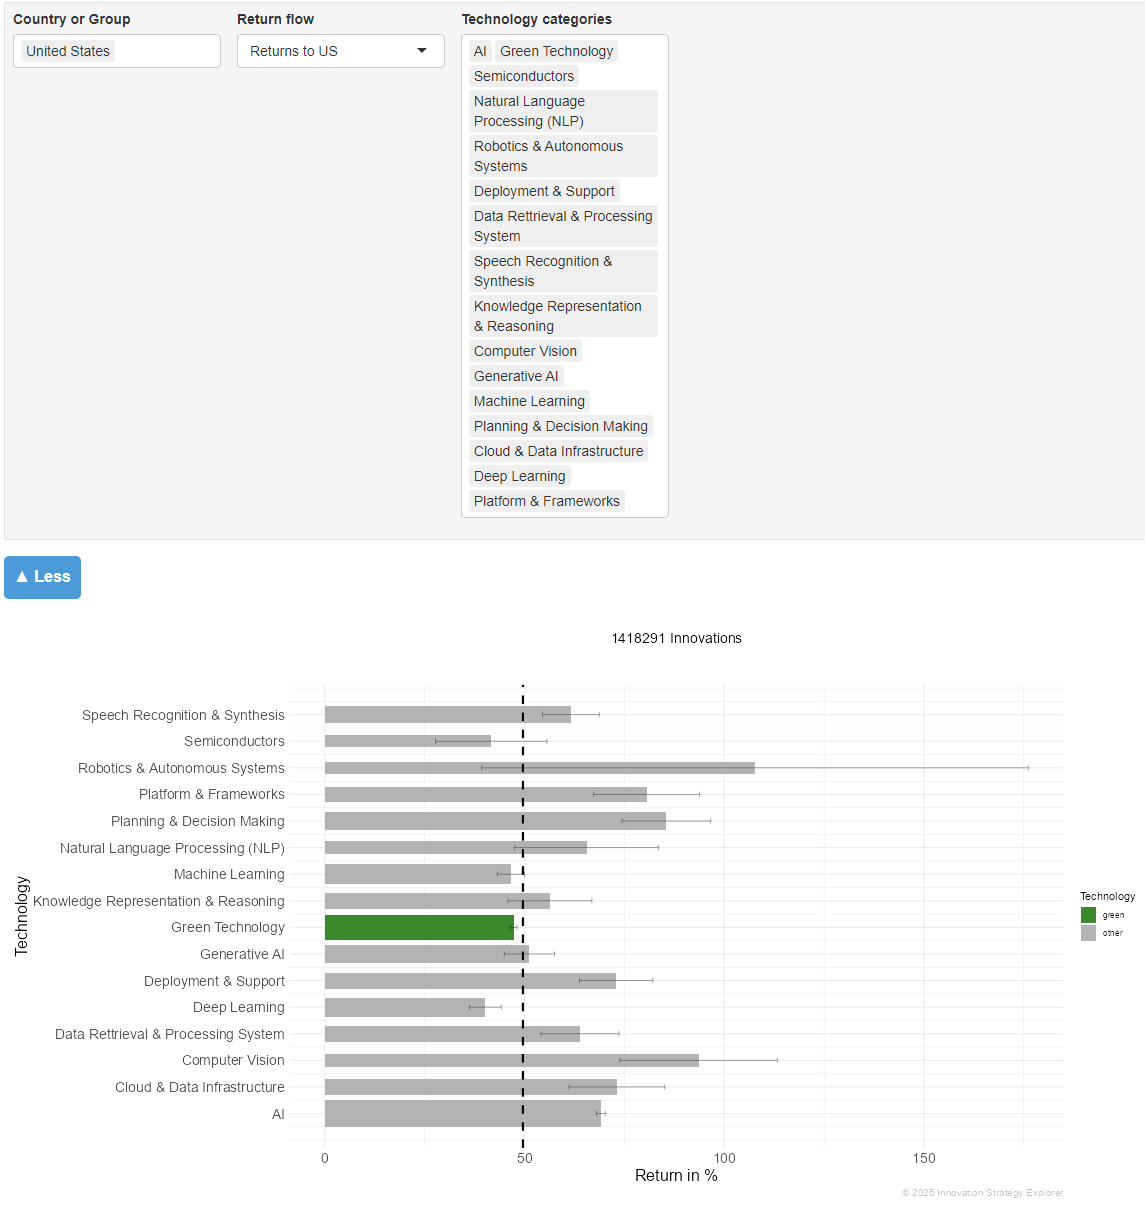 Country or Group
Return flow
Technology categories
United States
Returns to US
AI
Green Technology
Semiconductors
Natural Language
Processing (NLP)
Robotics & Autonomous
Systems
Deployment & Support
Data Rettrieval & Processing
System
Speech Recognition &
Synthesis
Knowledge Representation
& Reasoning
Computer Vision
Generative AI
Machine Learning
Planning & Decision Making
Cloud & Data Infrastructure
Deep Learning
Platform & Frameworks
▲ Less
1418291 Innovations
Technology
Speech Recognition & Synthesis
Semiconductors
Robotics & Autonomous Systems
Platform & Frameworks
Planning & Decision Making
Natural Language Processing (NLP)
Machine Learning
Knowledge Representation & Reasoning
Green Technology
Generative AI
Deployment & Support
Deep Learning
Data Rettrieval & Processing System
Computer Vision
Cloud & Data Infrastructure
AI
0 50 100 150
Return in %
Technology
green
other
© 2025 Innovation Strategy Explorer